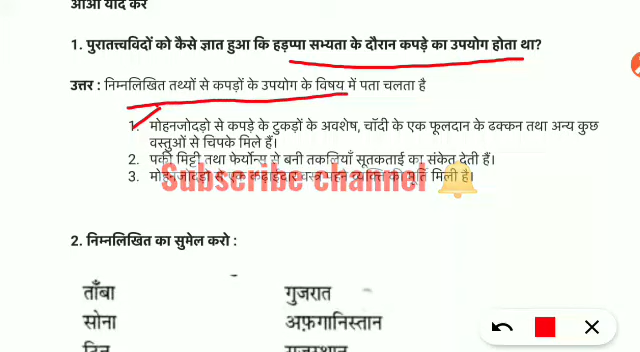 आओ याद करें
1. पुरातत्त्वविदों को कैसे ज्ञात हुआ कि हड़प्पा सभ्यता के दौरान कपड़े का उपयोग होता था?
उत्तर : निम्नलिखित तथ्यों से कपड़ों के उपयोग के विषय में पता चलता है
1. मोहनजोदड़ो से कपड़े के टुकड़ों के अवशेष, चाँदी के एक फूलदान के ढक्कन तथा अन्य कुछ
वस्तुओं से चिपके मिले हैं।
2. पकी मिट्टी तथा फेयॉन्स से बनी तकलियाँ सूतकताई का संकेत देती हैं।
3. मोहनजोदड़ो से एक कढ़ाईदार वस्त्र पहने व्यक्ति की मूर्ति मिली है।
Subscribe channel
2. निम्नलिखित का सुमेल करो :
ताँबा गुजरात
सोना अफ़गानिस्तान
टिन राजस्थान